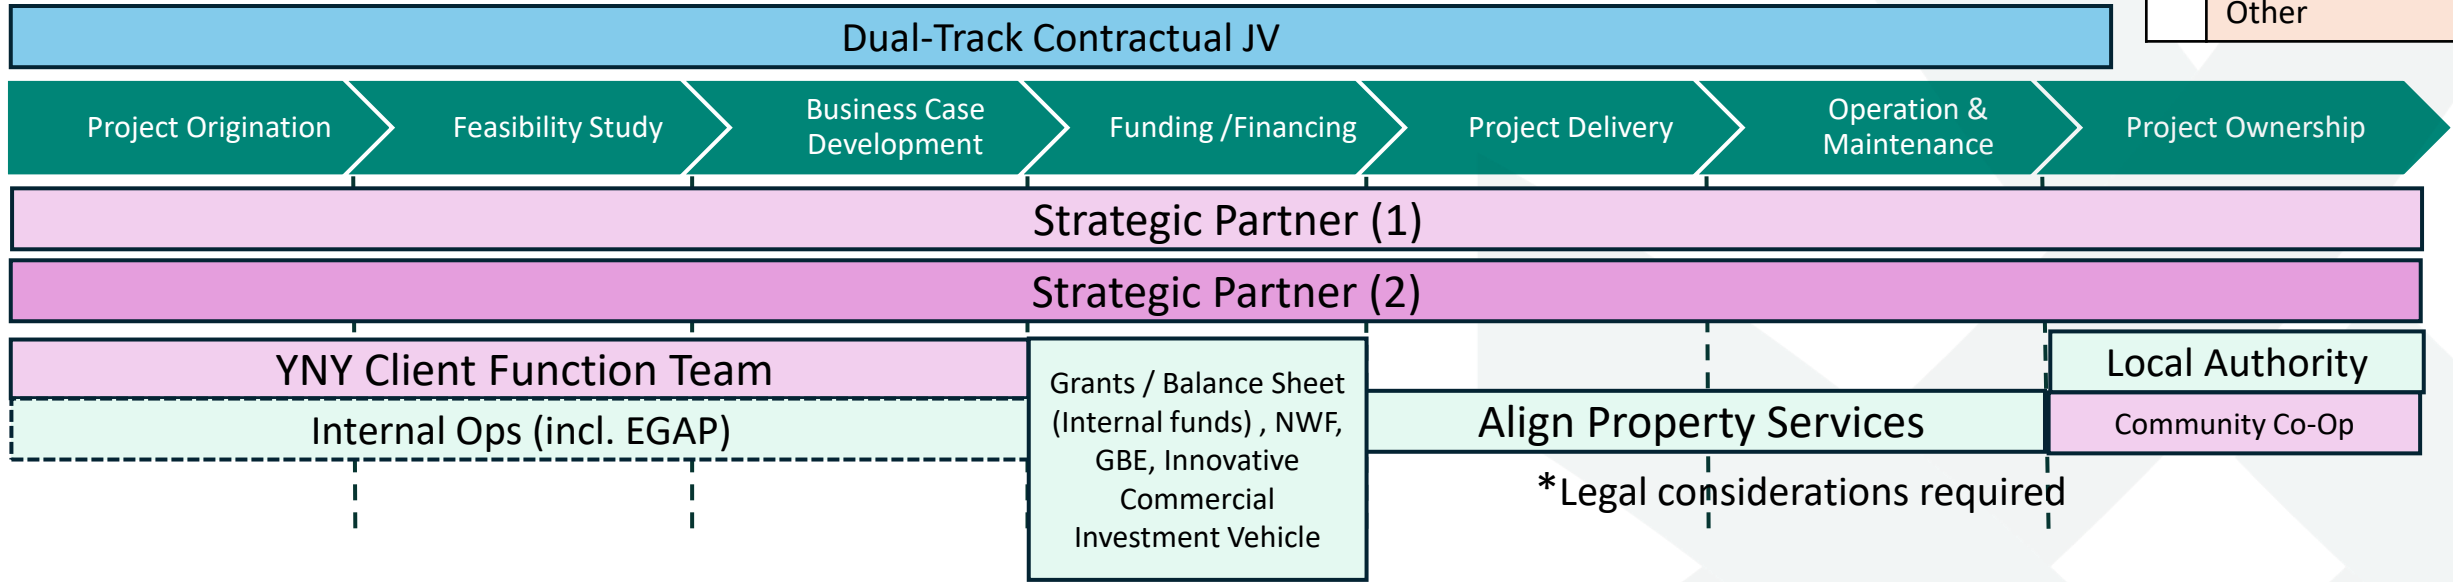 Other
Dual-Track Contractual JV
Project Origination
Feasibility Study
Business Case
Development
Funding /Financing
Project Delivery
Operation &
Maintenance
Project Ownership
Strategic Partner (1)
Strategic Partner (2)
YNY Client Function Team
Internal Ops (incl. EGAP)
Grants / Balance Sheet
(Internal funds) , NWF,
GBE, Innovative
Commercial
Investment Vehicle
Align Property Services
*Legal considerations required
Local Authority
Community Co-Op